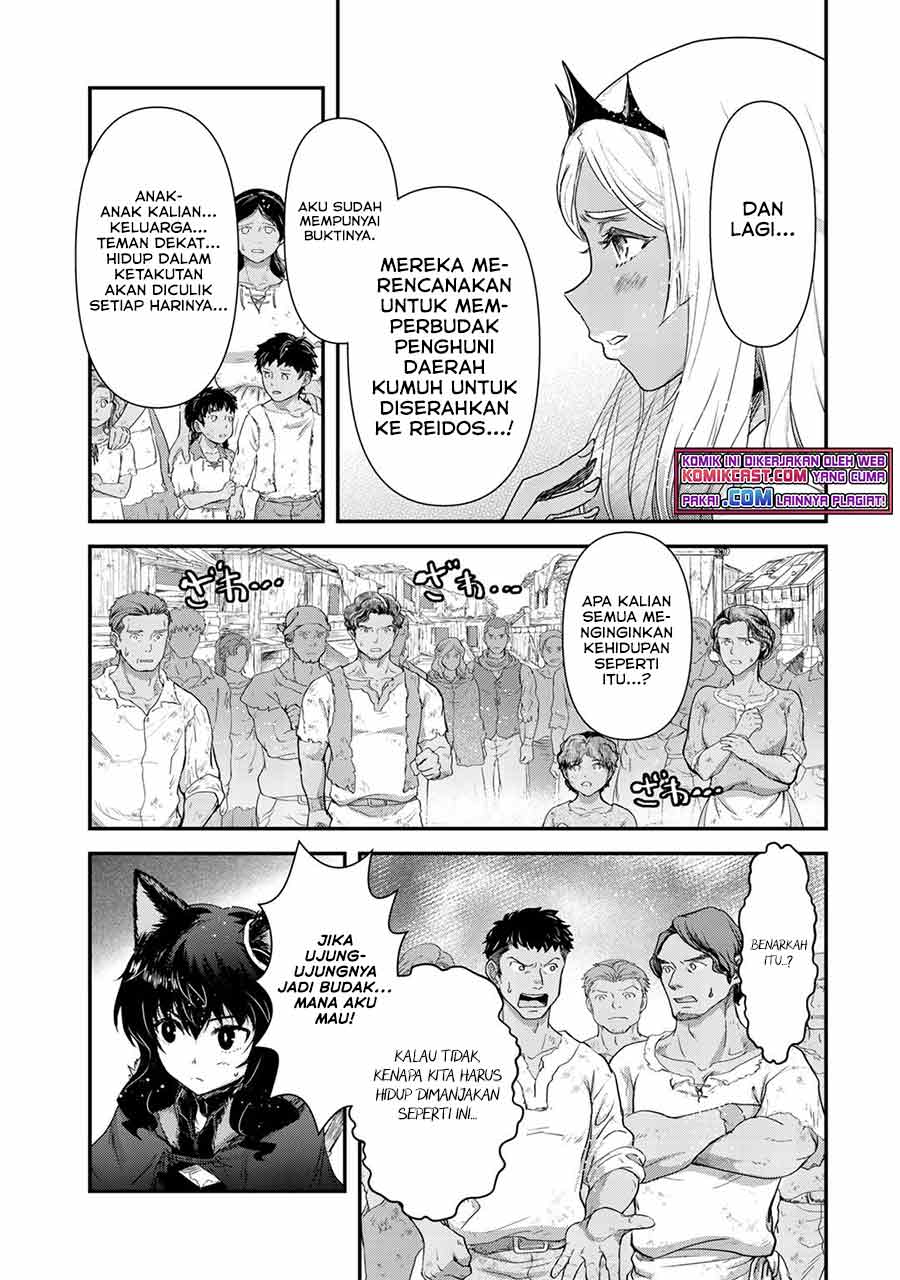 DAN
LAGI...
AKU SUDAH
MEMPUNYAI
BUKTINYA.
MEREKA ME-
RENCANAKAN
UNTUK MEM-
PERBUDAK
PENGHUNI
DAERAH
KUMUH UNTUK
DISERAHKAN
KE REIDOS...!
ANAK-
ANAK KALIAN...
KELUARGA...
TEMAN DEKAT...
HIDUP DALAM
KETAKUTAN
AKAN DICULIK
SETIAP HARINYA...
KOMIK INI DIKERJAKAN OLEH WEB
KOMIKCAST.COM YANG CUMA
PAKAI .COM LAINNYA PLAGIAT!
APA KALIAN
SEMUA ME-
NGINGINKAN
KEHIDUPAN
SEPERTI
ITU...?
ざわ...
ざわ...
ざわ...
BENARKAH
ITU..?
KALAU TIDAK,
KENAPA KITA HARUS
HIDUP DIMANJAKAN
SEPERTI INI...
JIKA
UJUNG-
UJUNGNYA
JADI BUDAK...
MANA AKU
MAU!